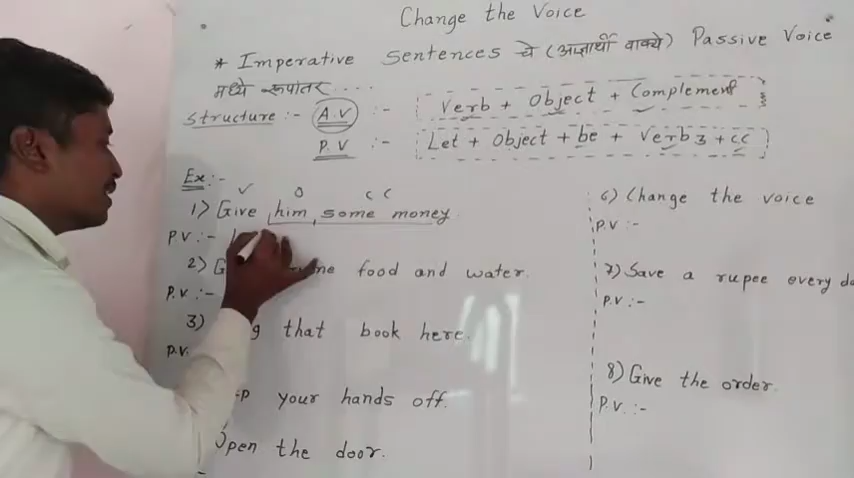 Change the Voice
* Imperative Sentences चे (आज्ञार्थी वाक्ये) Passive Voice
मध्ये रूपांतर....
Structure :- A.V :- Verb + Object + Complement
P.V :- Let + Object + be + Verb3 + CC
Ex:-
V O CC
1) Give him some money.
P.V :-
2) me food and water.
P.V :-
3) that book here.
P.V.
your hands off.
Open the door.
6) Change the voice
P.V :-
7) Save a rupee every
P.V :-
8) Give the order.
P.V. :-